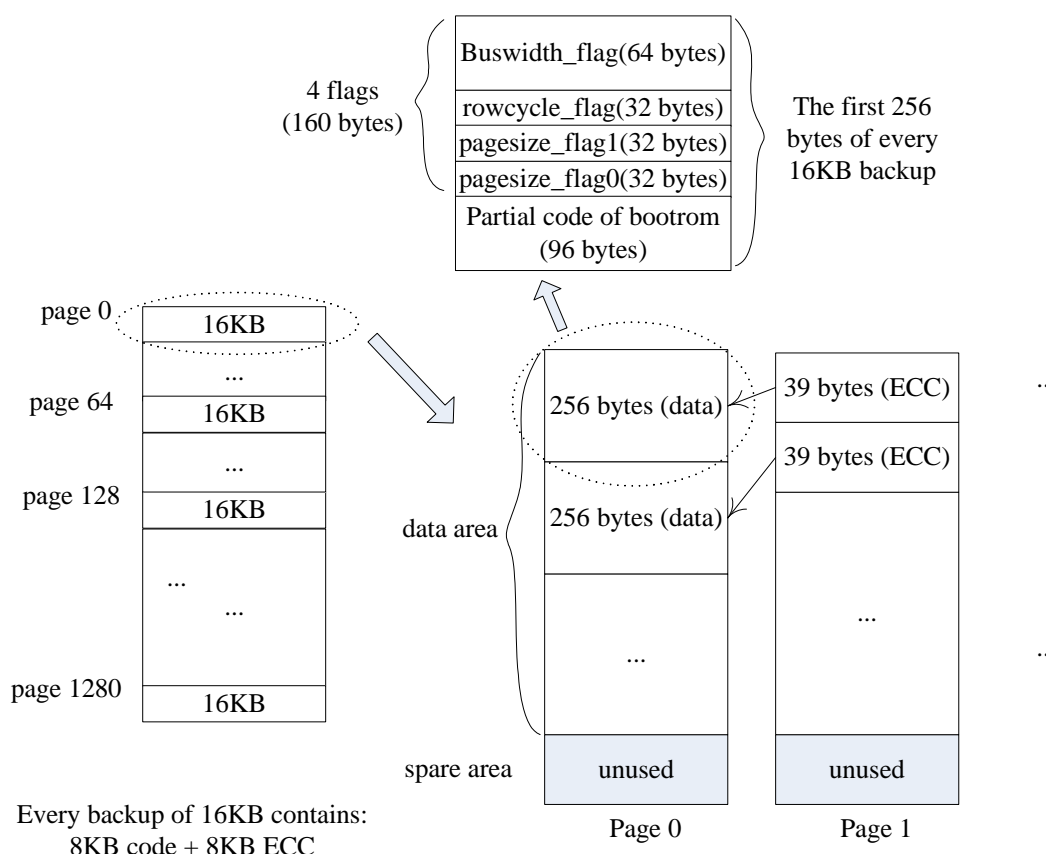 Buswidth_flag(64 bytes)
rowcycle_flag(32 bytes)
pagesize_flag1(32 bytes)
pagesize_flag0(32 bytes)
Partial code of bootrom
(96 bytes)
4 flags
(160 bytes)
The first 256
bytes of every
16KB backup
page 0
16KB
...
page 64
16KB
...
page 128
16KB
...
...
page 1280
16KB
Every backup of 16KB contains:
8KB code + 8KB ECC
data area
256 bytes (data)
256 bytes (data)
...
spare area
unused
Page 0
39 bytes (ECC)
39 bytes (ECC)
...
unused
Page 1
..
..